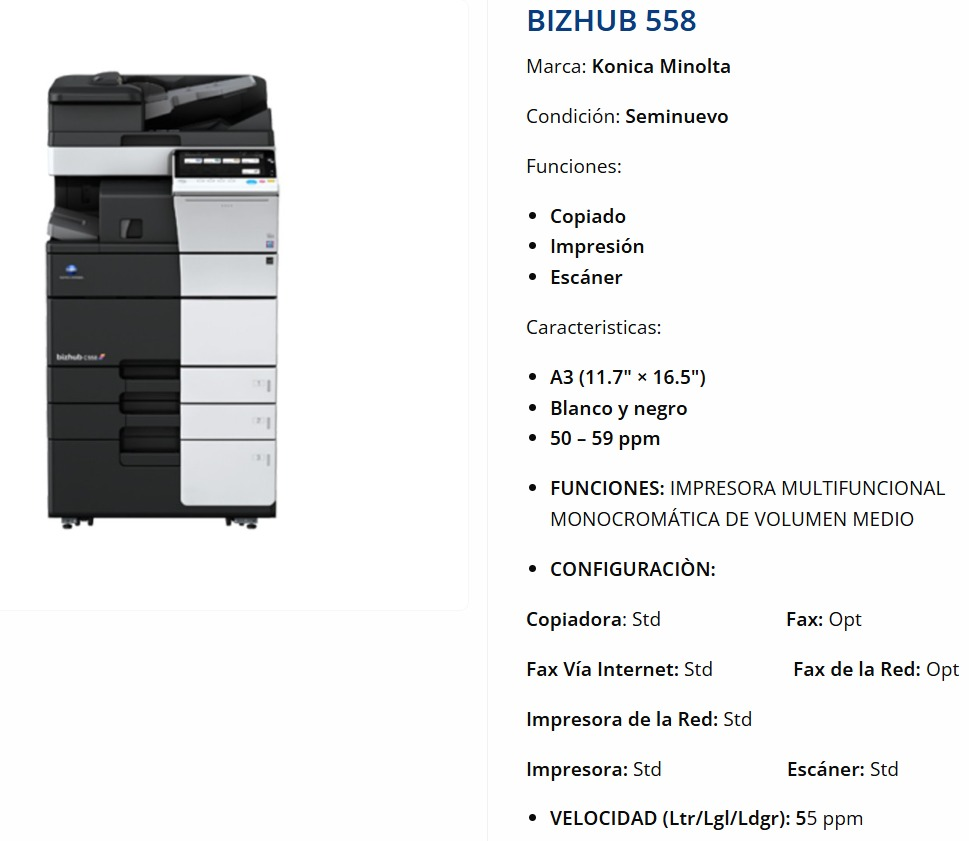 BIZHUB 558
Marca: Konica Minolta
Condición: Seminuevo
Funciones:
Copiado
Impresión
Escáner
Caracteristicas:
A3 (11.7" × 16.5")
Blanco y negro
50 – 59 ppm
FUNCIONES: IMPRESORA MULTIFUNCIONAL
MONOCROMÁTICA DE VOLUMEN MEDIO
CONFIGURACIÒN:
Copiadora: Std Fax: Opt
Fax Vía Internet: Std Fax de la Red: Opt
Impresora de la Red: Std
Impresora: Std Escáner: Std
VELOCIDAD (Ltr/Lgl/Ldgr): 55 ppm
bizhub
1
2
3